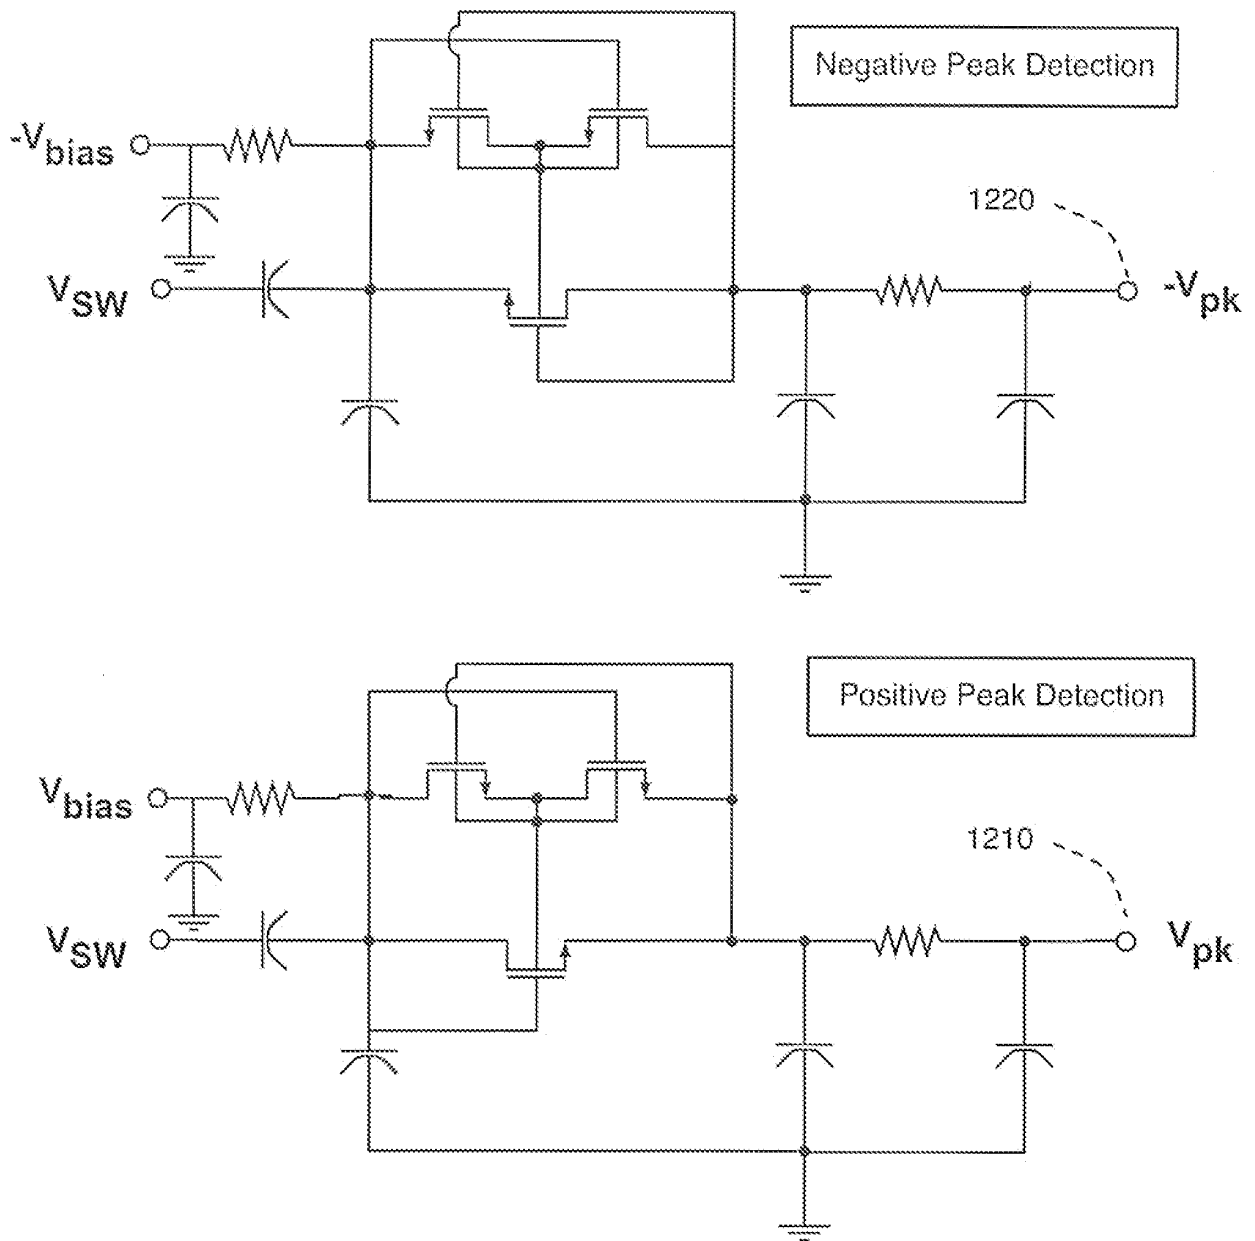 Negative Peak Detection
-Vbias
1220
VSW
-Vpk
Positive Peak Detection
Vbias
1210
VSW
Vpk